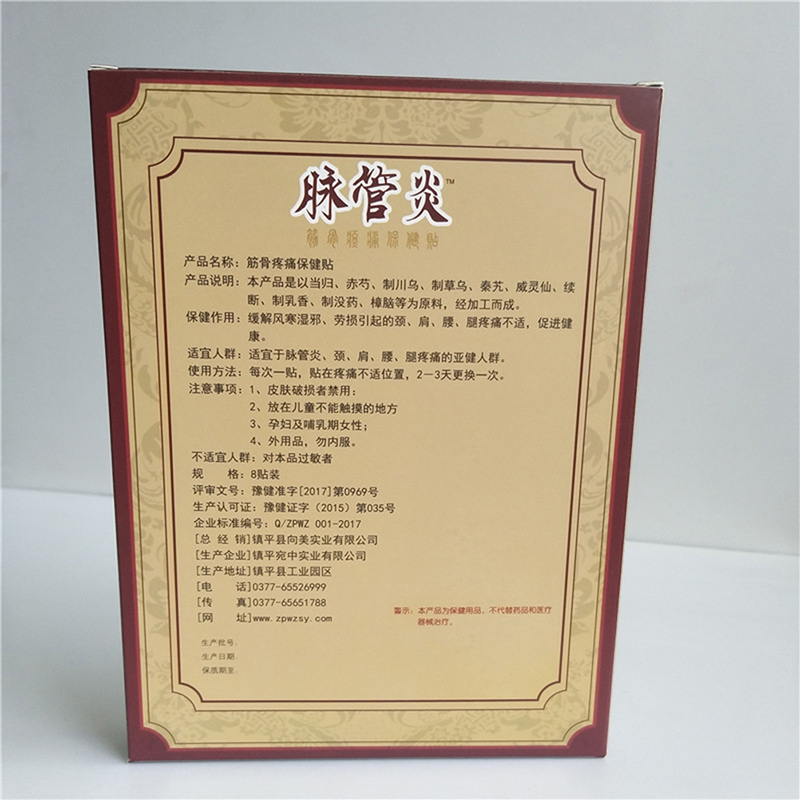 脉管炎™
筋骨疼痛保健贴
产品名称：筋骨疼痛保健贴
产品说明：本产品是以当归、赤芍、制川乌、制草乌、秦艽、威灵仙、续
断、制乳香、制没药、樟脑等为原料，经加工而成。
保健作用：缓解风寒湿邪、劳损引起的颈、肩、腰、腿疼痛不适，促进健
康。
适宜人群：适宜于脉管炎、颈、肩、腰、腿疼痛的亚健人群。
使用方法：每次一贴，贴在疼痛不适位置，2—3天更换一次。
注意事项：1、皮肤破损者禁用；
2、放在儿童不能触摸的地方
3、孕妇及哺乳期女性；
4、外用品，勿内服。
不适宜人群：对本品过敏者
规 格：8贴装
评审文号：豫健准字[2017]第0969号
生产许可证：豫健证字（2015）第035号
企业标准编号：Q/ZPWZ 001-2017
[总 经 销]镇平县向美实业有限公司
[生产企业]镇平宛中实业有限公司
[生产地址]镇平县工业园区
[电 话]0377-65526999
[传 真]0377-65651788
[网 址]www.zpwzsy.com
警示：本产品为保健用品，不代替药品和医疗
器械治疗。
生产批号：
生产日期：
保质期至：